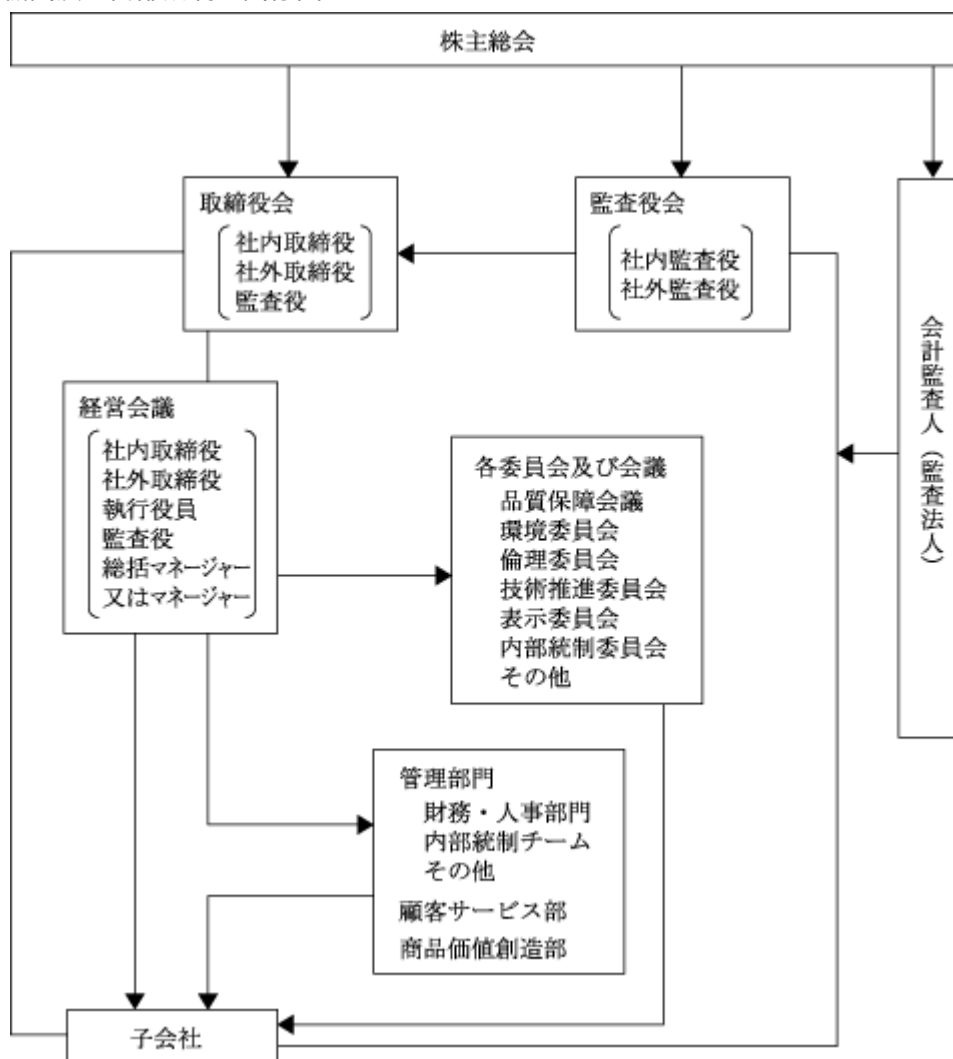 株主総会
取締役会
社内取締役
社外取締役
監査役
監査役会
社内監査役
社外監査役
会計監査人（監査法人）
経営会議
社内取締役
社外取締役
執行役員
監査役
総括マネージャー
又はマネージャー
各委員会及び会議
品質保障会議
環境委員会
倫理委員会
技術推進委員会
表示委員会
内部統制委員会
その他
管理部門
財務・人事部門
内部統制チーム
その他
顧客サービス部
商品価値創造部
子会社